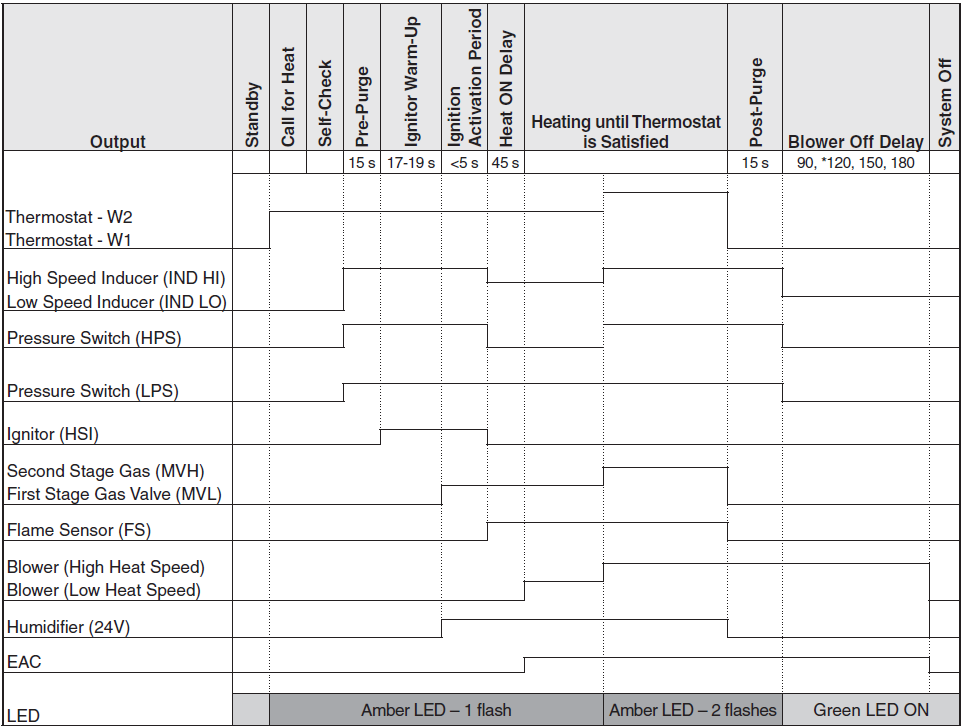 Output
Standby
Call for Heat
Self-Check
Pre-Purge
Ignitor Warm-Up
Ignition
Activation Period
Heat ON Delay
Heating until Thermostat
is Satisfied
Post-Purge
Blower Off Delay
System Off
15 s
17-19 s
<5 s
45 s
15 s
90, *120, 150, 180
Thermostat - W2
Thermostat - W1
High Speed Inducer (IND HI)
Low Speed Inducer (IND LO)
Pressure Switch (HPS)
Pressure Switch (LPS)
Ignitor (HSI)
Second Stage Gas (MVH)
First Stage Gas Valve (MVL)
Flame Sensor (FS)
Blower (High Heat Speed)
Blower (Low Heat Speed)
Humidifier (24V)
EAC
LED
Amber LED – 1 flash
Amber LED – 2 flashes
Green LED ON